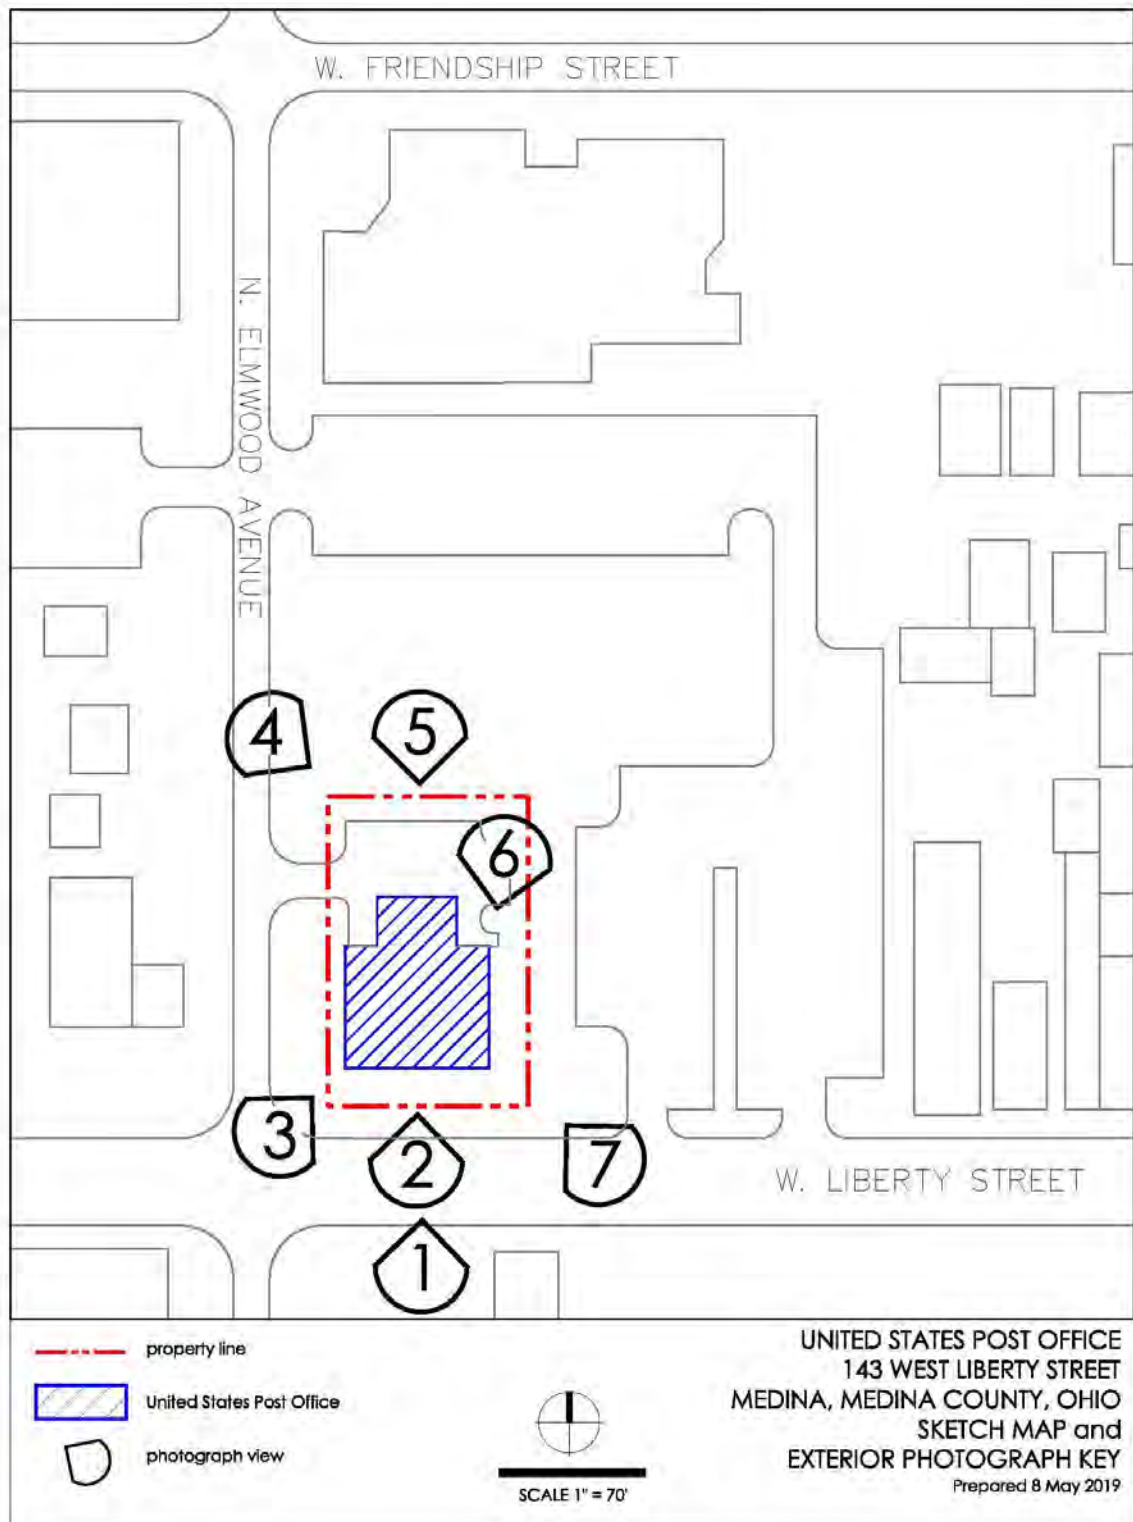 W. FRIENDSHIP STREET
N. ELMWOOD AVENUE
4
5
6
3
2
7
W. LIBERTY STREET
1
property line
United States Post Office
photograph view
SCALE 1" = 70'
UNITED STATES POST OFFICE
143 WEST LIBERTY STREET
MEDINA, MEDINA COUNTY, OHIO
SKETCH MAP and
EXTERIOR PHOTOGRAPH KEY
Prepared 8 May 2019